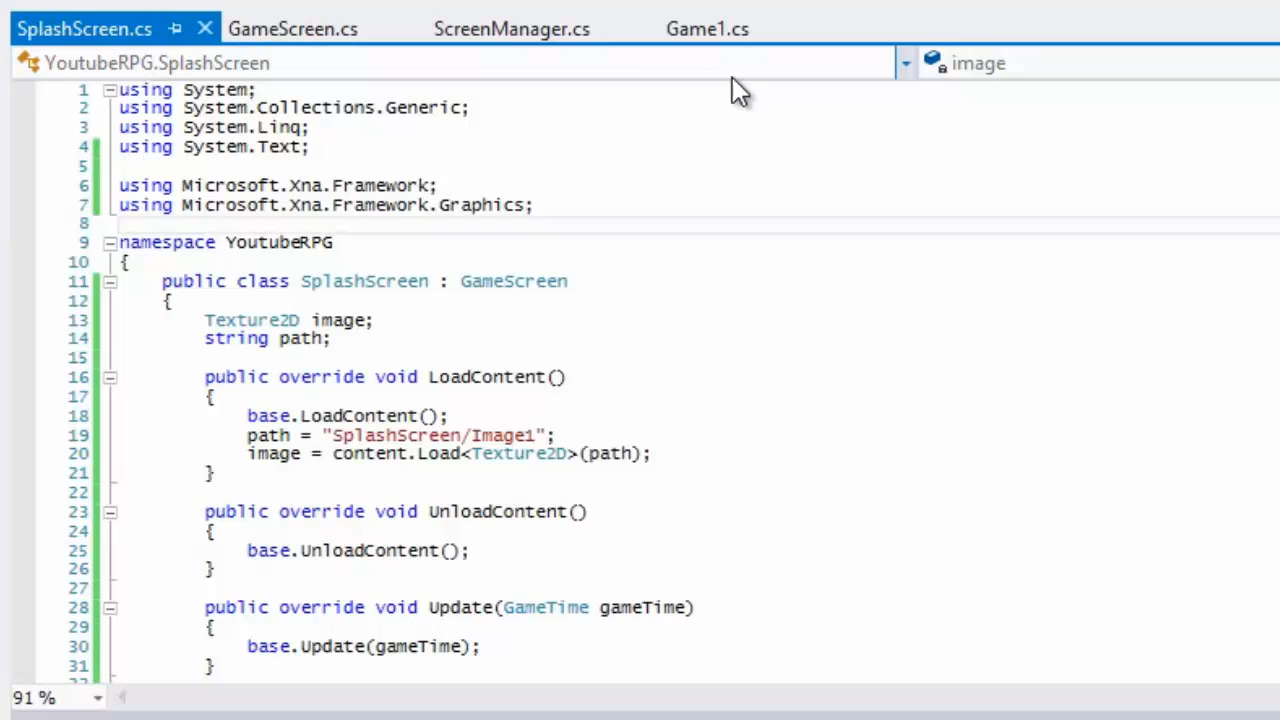 SplashScreen.cs GameScreen.cs ScreenManager.cs Game1.cs
YoutubeRPG.SplashScreen image
1 using System;
2 using System.Collections.Generic;
3 using System.Linq;
4 using System.Text;
5
6 using Microsoft.Xna.Framework;
7 using Microsoft.Xna.Framework.Graphics;
8
9 namespace YoutubeRPG
10 {
11 public class SplashScreen : GameScreen
12 {
13 Texture2D image;
14 string path;
15
16 public override void LoadContent()
17 {
18 base.LoadContent();
19 path = "SplashScreen/Image1";
20 image = content.Load<Texture2D>(path);
21 }
22
23 public override void UnloadContent()
24 {
25 base.UnloadContent();
26 }
27
28 public override void Update(GameTime gameTime)
29 {
30 base.Update(gameTime);
31 }
91 %